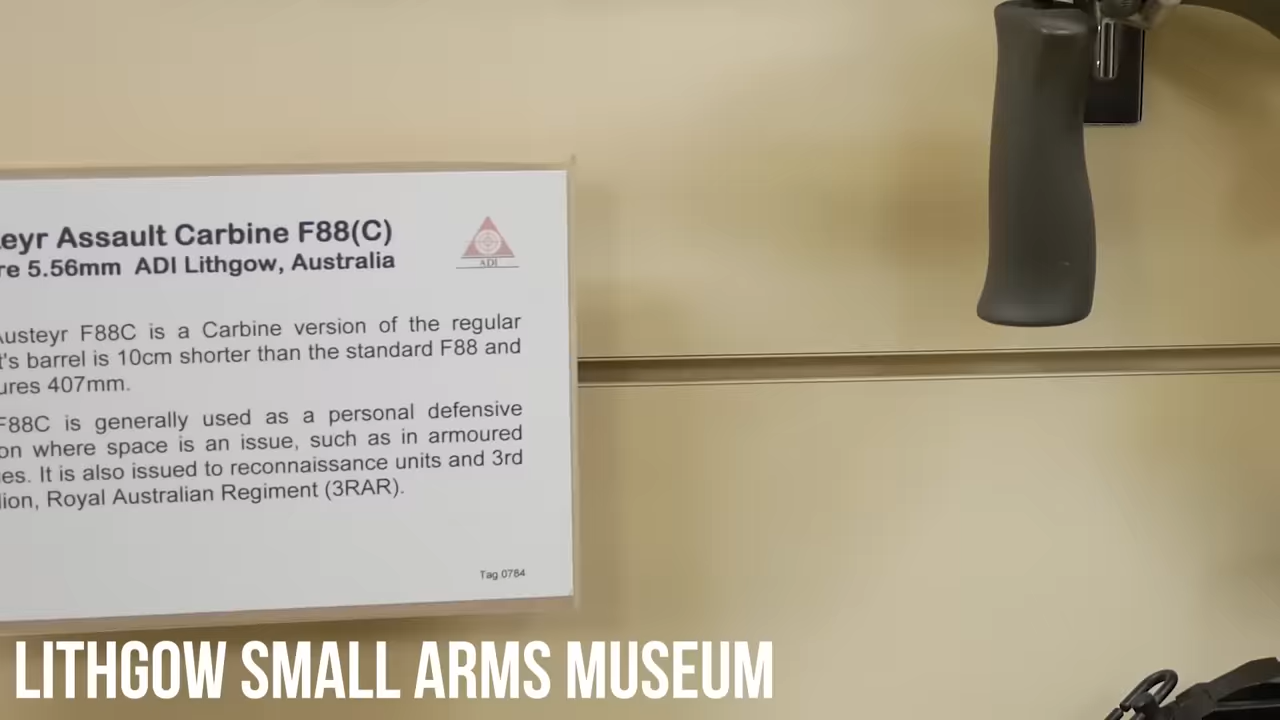 eyr Assault Carbine F88(C)
re 5.56mm ADI Lithgow, Australia
ADI
usteyr F88C is a Carbine version of the regular
t's barrel is 10cm shorter than the standard F88 and
ures 407mm.
F88C is generally used as a personal defensive
on where space is an issue, such as in armoured
es. It is also issued to reconnaissance units and 3rd
lion, Royal Australian Regiment (3RAR).
Tag 0784
LITHGOW SMALL ARMS MUSEUM